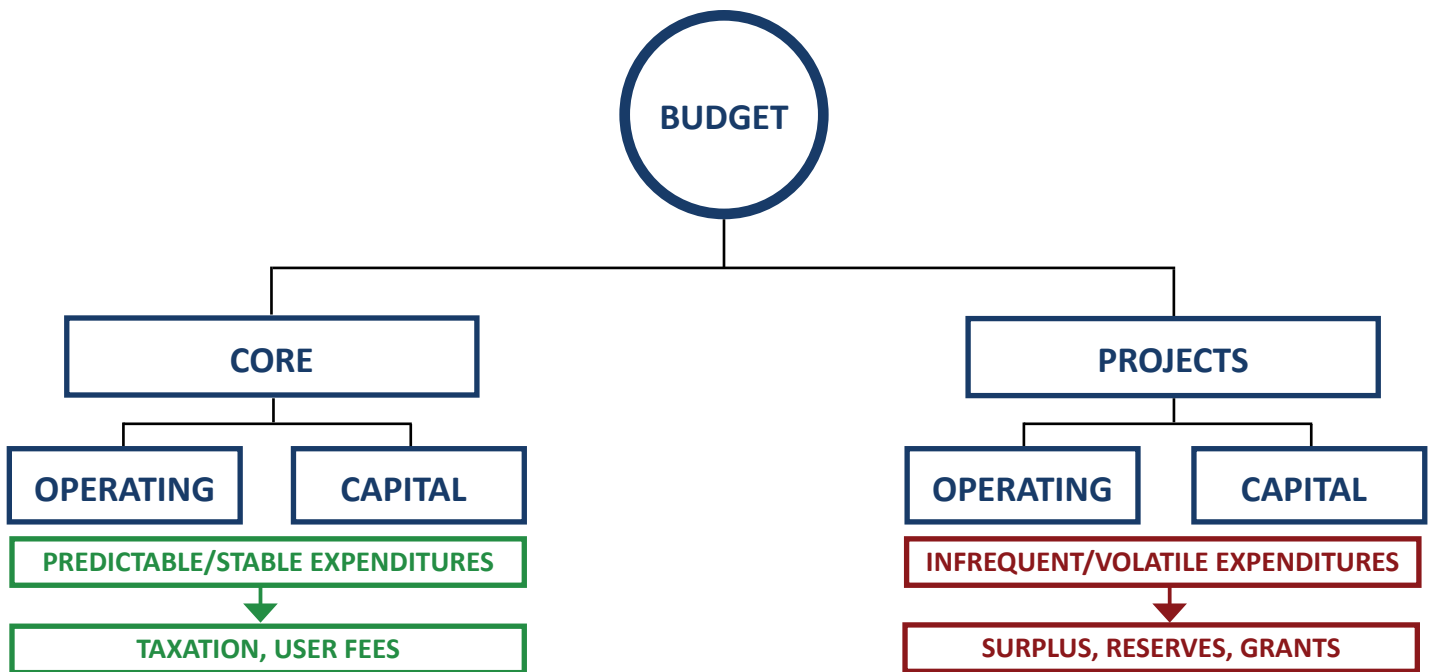 BUDGET
CORE
PROJECTS
OPERATING
CAPITAL
OPERATING
CAPITAL
PREDICTABLE/STABLE EXPENDITURES
INFREQUENT/VOLATILE EXPENDITURES
TAXATION, USER FEES
SURPLUS, RESERVES, GRANTS